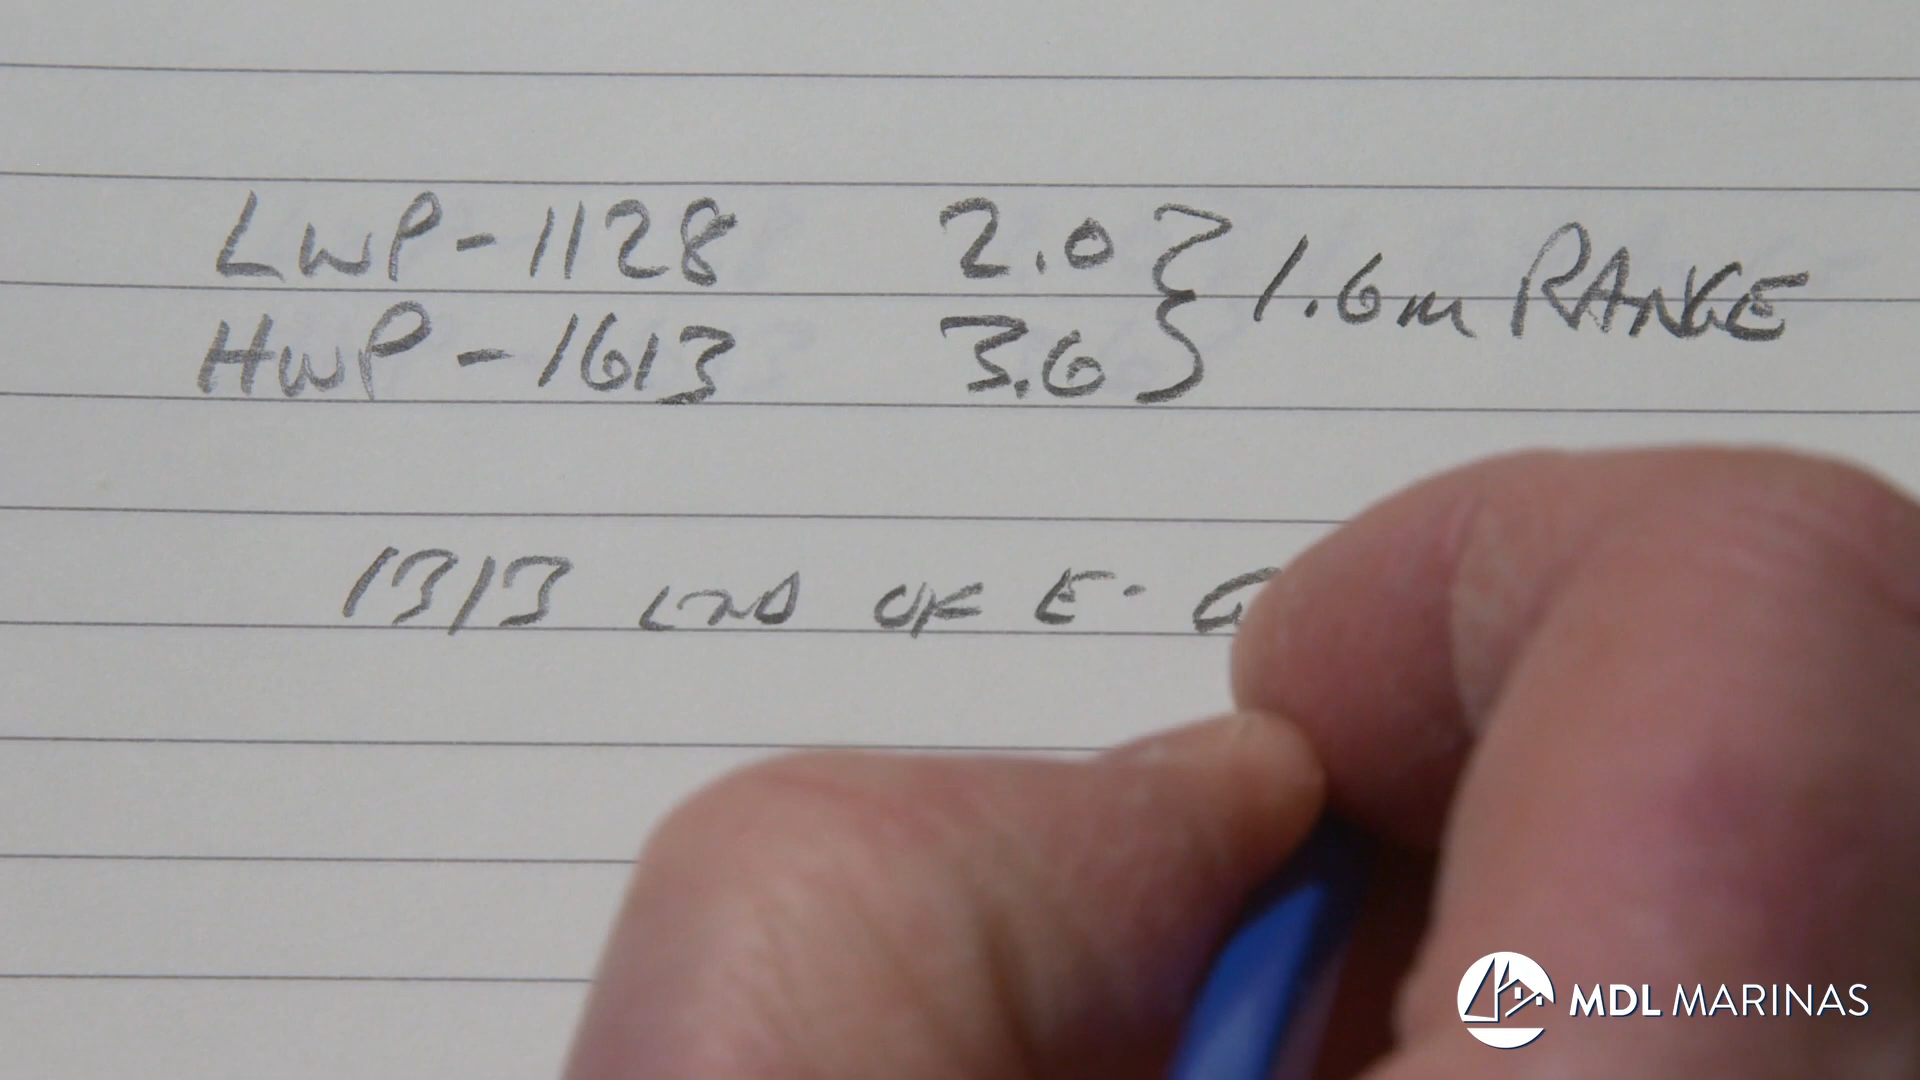 LWP - 1128 2.0
HWP - 1613 3.6
} 1.6m RANGE
1313 END OF E-G
MDL MARINAS